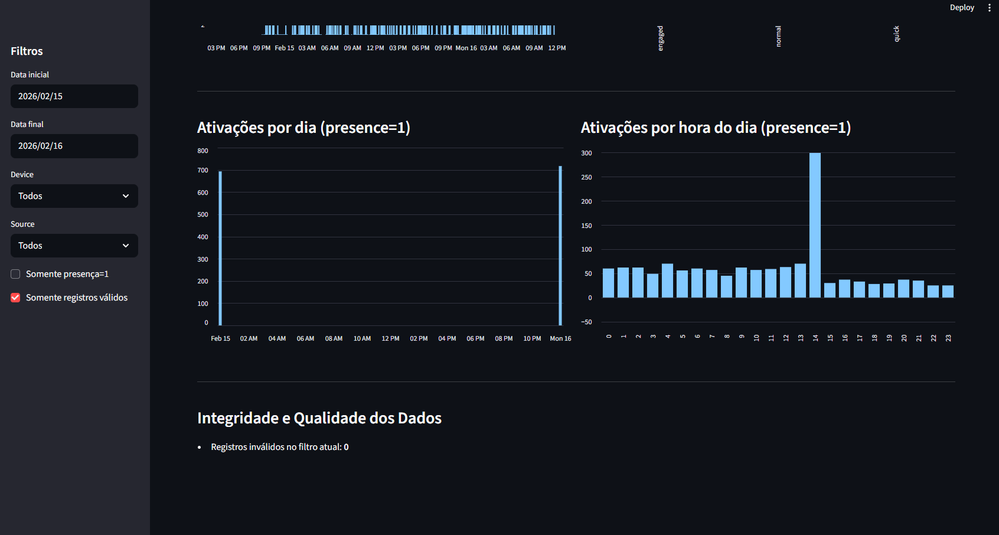 Deploy
Filtros
Data inicial
2026/02/15
Data final
2026/02/16
Device
Todos
Source
Todos
Somente presença=1
Somente registros válidos
03 PM 06 PM 09 PM Feb 15 03 AM 06 AM 09 AM 12 PM 03 PM 06 PM 09 PM Mon 16 03 AM 06 AM 09 AM 12 PM
engaged
normal
quick
Ativações por dia (presence=1)
800
700
600
500
400
300
200
100
0
Feb 15 02 AM 04 AM 06 AM 08 AM 10 AM 12 PM 02 PM 04 PM 06 PM 08 PM 10 PM Mon 16
Ativações por hora do dia (presence=1)
300
250
200
150
100
50
0
−50
0 1 2 3 4 5 6 7 8 9 10 11 12 13 14 15 16 17 18 19 20 21 22 23
Integridade e Qualidade dos Dados
• Registros inválidos no filtro atual: 0